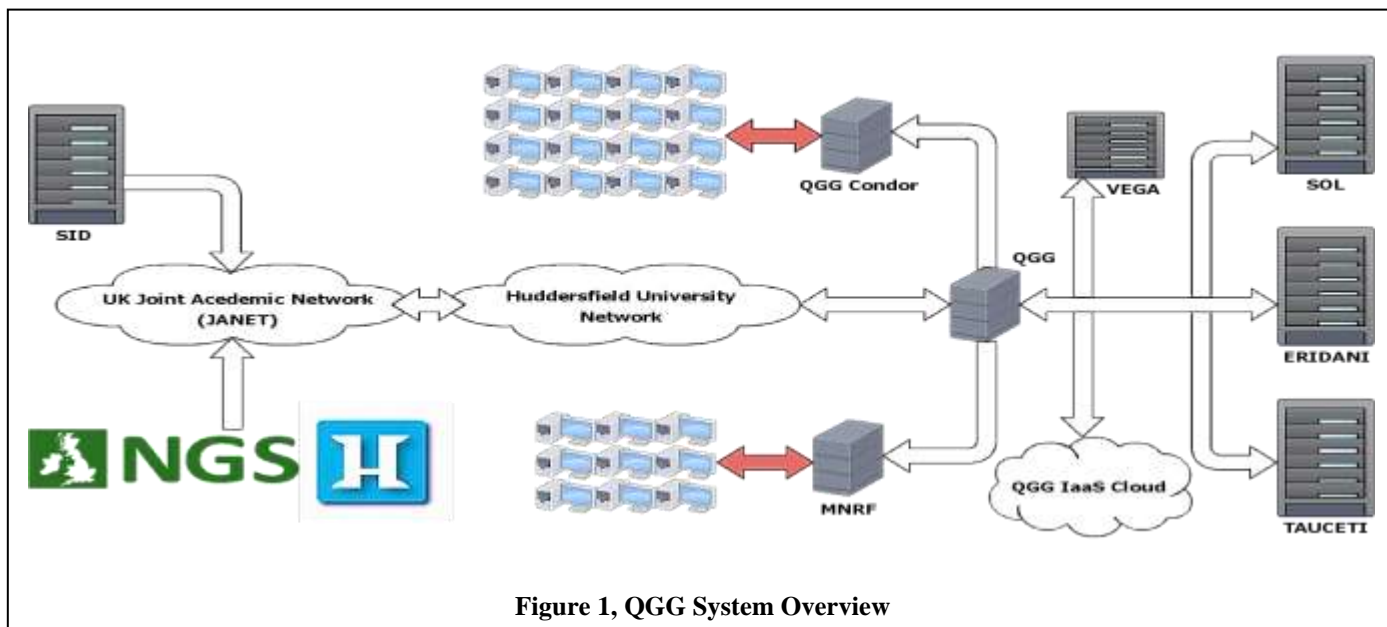 QGG Condor
VEGA
SOL
SID
QGG
UK Joint Acedemic Network
(JANET)
Huddersfield University
Network
ERIDANI
NGS
H
MNRF
QGG IaaS Cloud
TAUCETI
Figure 1, QGG System Overview